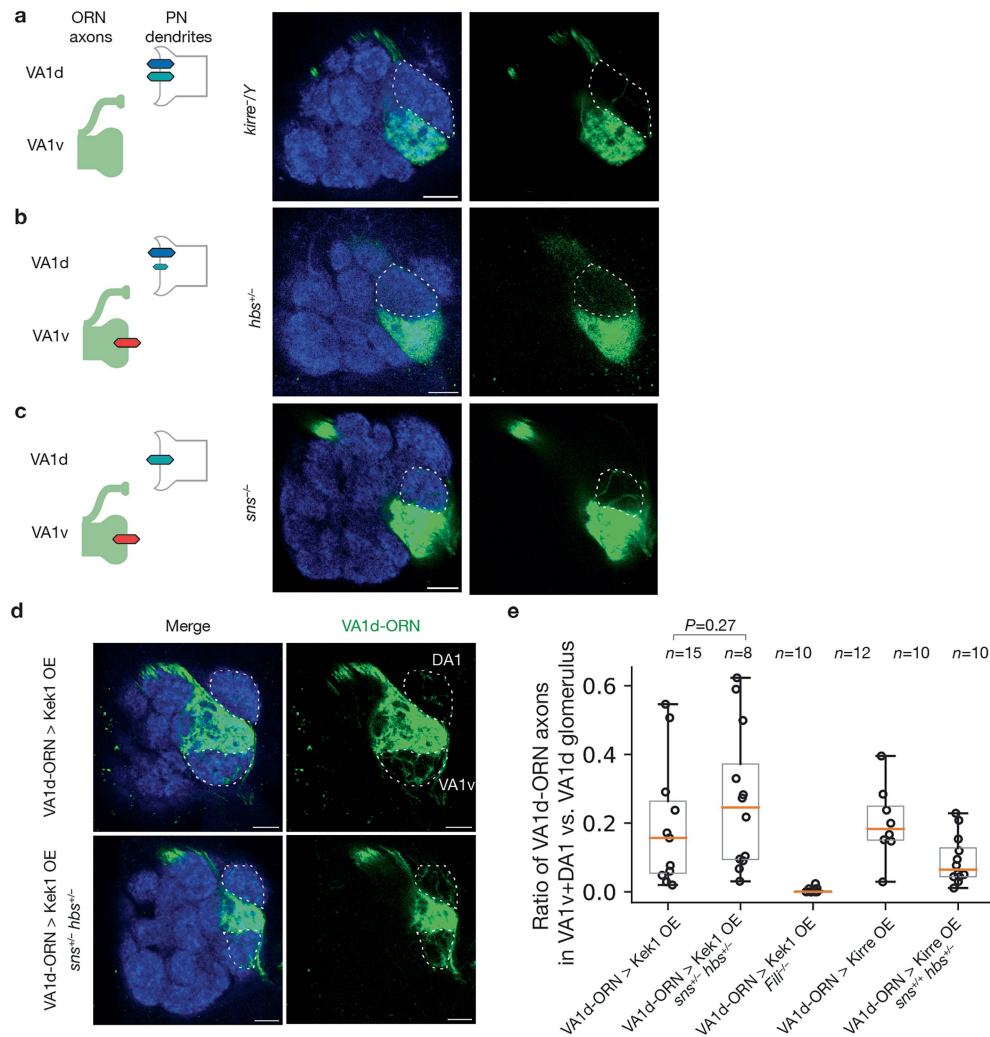 a
ORN
axons
PN
dendrites
VA1d
VA1v
kirre⁻/Y
b
VA1d
VA1v
hbs⁺/⁻
c
VA1d
VA1v
sns⁻/⁻
d
Merge
VA1d-ORN
VA1d-ORN > Kek1 OE
DA1
VA1v
VA1d-ORN > Kek1 OE
sns⁺/⁻ hbs⁺/⁻
e
P=0.27
n=15
n=8
n=10
n=12
n=10
n=10
Ratio of VA1d-ORN axons
in VA1v+DA1 vs. VA1d glomerulus
0.6
0.4
0.2
0.0
VA1d-ORN > Kek1 OE
VA1d-ORN > Kek1 OE
sns⁺/⁻ hbs⁺/⁻
VA1d-ORN > Kek1 OE
Fili⁻/⁻
VA1d-ORN > Kirre OE
VA1d-ORN > Kirre OE
sns⁺/⁺ hbs⁺/⁻